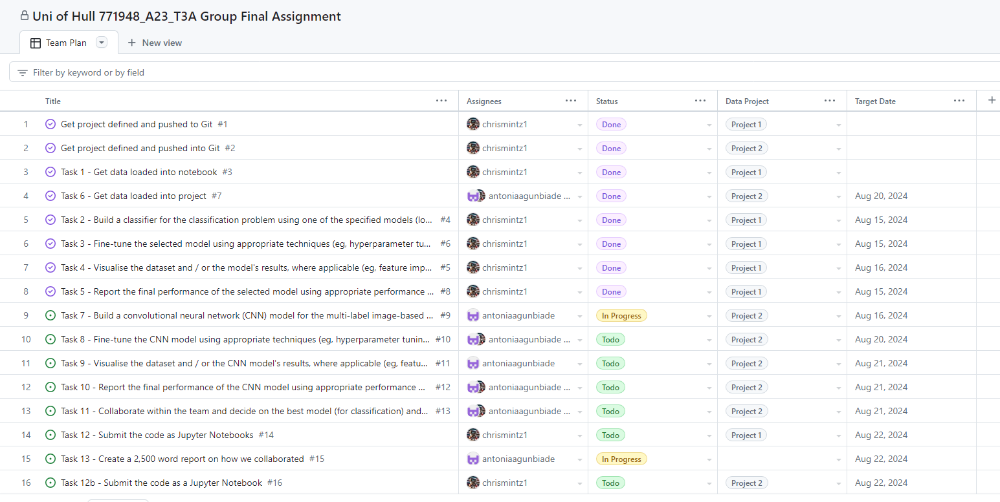 Uni of Hull 771948_A23_T3A Group Final Assignment
Team Plan New view
Filter by keyword or by field
Title Assignees Status Data Project Target Date
1 Get project defined and pushed to Git #1 chrismintz1 Done Project 1
2 Get project defined and pushed into Git #2 chrismintz1 Done Project 2
3 Task 1 - Get data loaded into notebook #3 chrismintz1 Done Project 1
4 Task 6 - Get data loaded into project #7 antoniaagunbiade ... Done Project 2 Aug 20, 2024
5 Task 2 - Build a classifier for the classification problem using one of the specified models (lo... #4 chrismintz1 Done Project 1 Aug 15, 2024
6 Task 3 - Fine-tune the selected model using appropriate techniques (eg, hyperparameter tu... #6 chrismintz1 Done Project 1 Aug 15, 2024
7 Task 4 - Visualise the dataset and / or the model's results, where applicable (eg, feature imp... #5 chrismintz1 Done Project 1 Aug 16, 2024
8 Task 5 - Report the final performance of the selected model using appropriate performance ... #8 chrismintz1 Done Project 1 Aug 15, 2024
9 Task 7 - Build a convolutional neural network (CNN) model for the multi-label image-based ... #9 antoniaagunbiade In Progress Project 2 Aug 16, 2024
10 Task 8 - Fine-tune the CNN model using appropriate techniques (eg, hyperparameter tunin... #10 antoniaagunbiade ... Todo Project 2 Aug 20, 2024
11 Task 9 - Visualise the dataset and / or the CNN model's results, where applicable (eg, featu... #11 antoniaagunbiade Todo Project 2 Aug 21, 2024
12 Task 10 - Report the final performance of the CNN model using appropriate performance ... #12 antoniaagunbiade ... Todo Project 2 Aug 21, 2024
13 Task 11 - Collaborate within the team and decide on the best model (for classification) and... #13 antoniaagunbiade ... Todo Project 2 Aug 21, 2024
14 Task 12 - Submit the code as Jupyter Notebooks #14 chrismintz1 Todo Project 1 Aug 22, 2024
15 Task 13 - Create a 2,500 word report on how we collaborated #15 antoniaagunbiade In Progress Aug 22, 2024
16 Task 12b - Submit the code as a Jupyter Notebook #16 chrismintz1 Todo Project 2 Aug 22, 2024